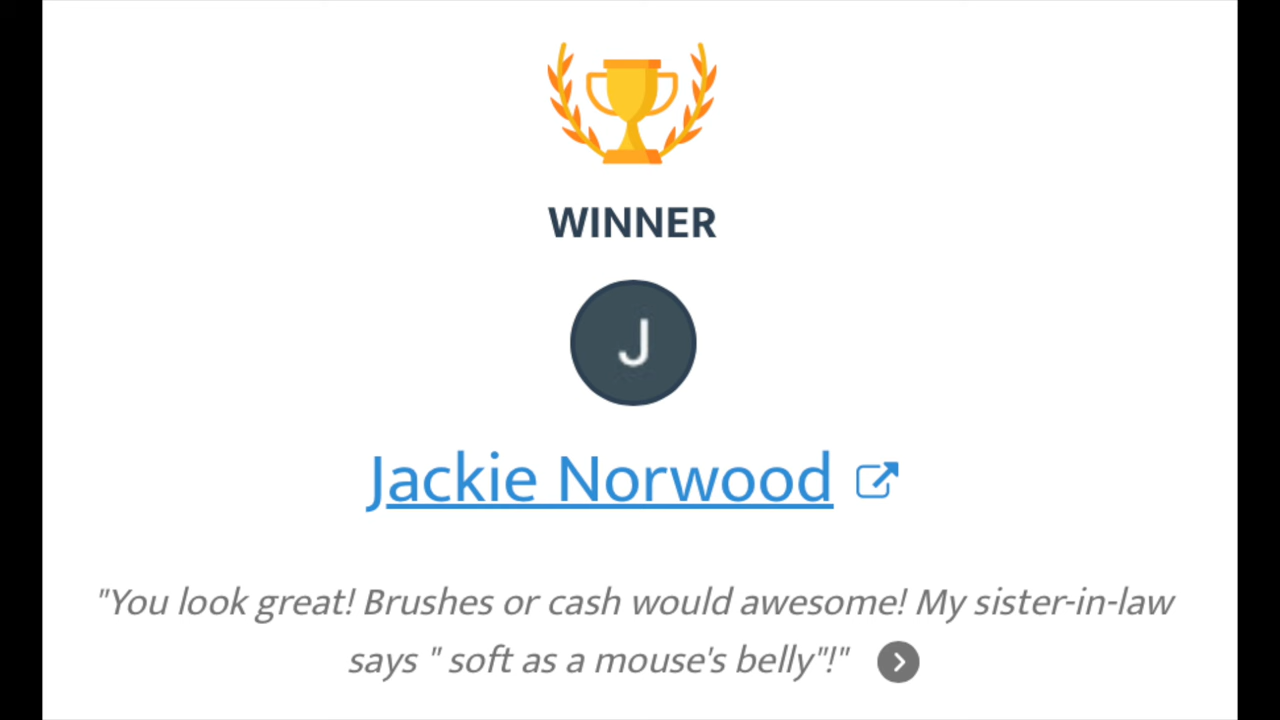 WINNER
J
Jackie Norwood
"You look great! Brushes or cash would awesome! My sister-in-law
says " soft as a mouse's belly"!"